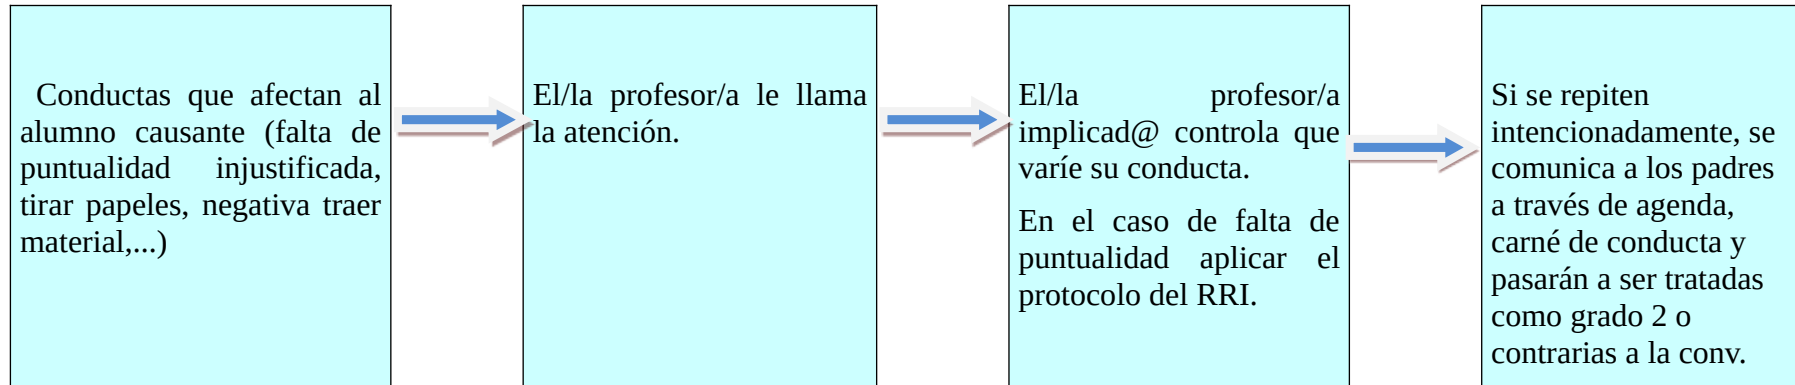 Conductas que afectan al
alumno causante (falta de
puntualidad injustificada,
tirar papeles, negativa traer
material,...)
El/la profesor/a le llama
la atención.
El/la profesor/a
implicad@ controla que
varíe su conducta.
En el caso de falta de
puntualidad aplicar el
protocolo del RRI.
Si se repiten
intencionadamente, se
comunica a los padres
a través de agenda,
carné de conducta y
pasarán a ser tratadas
como grado 2 o
contrarias a la conv.